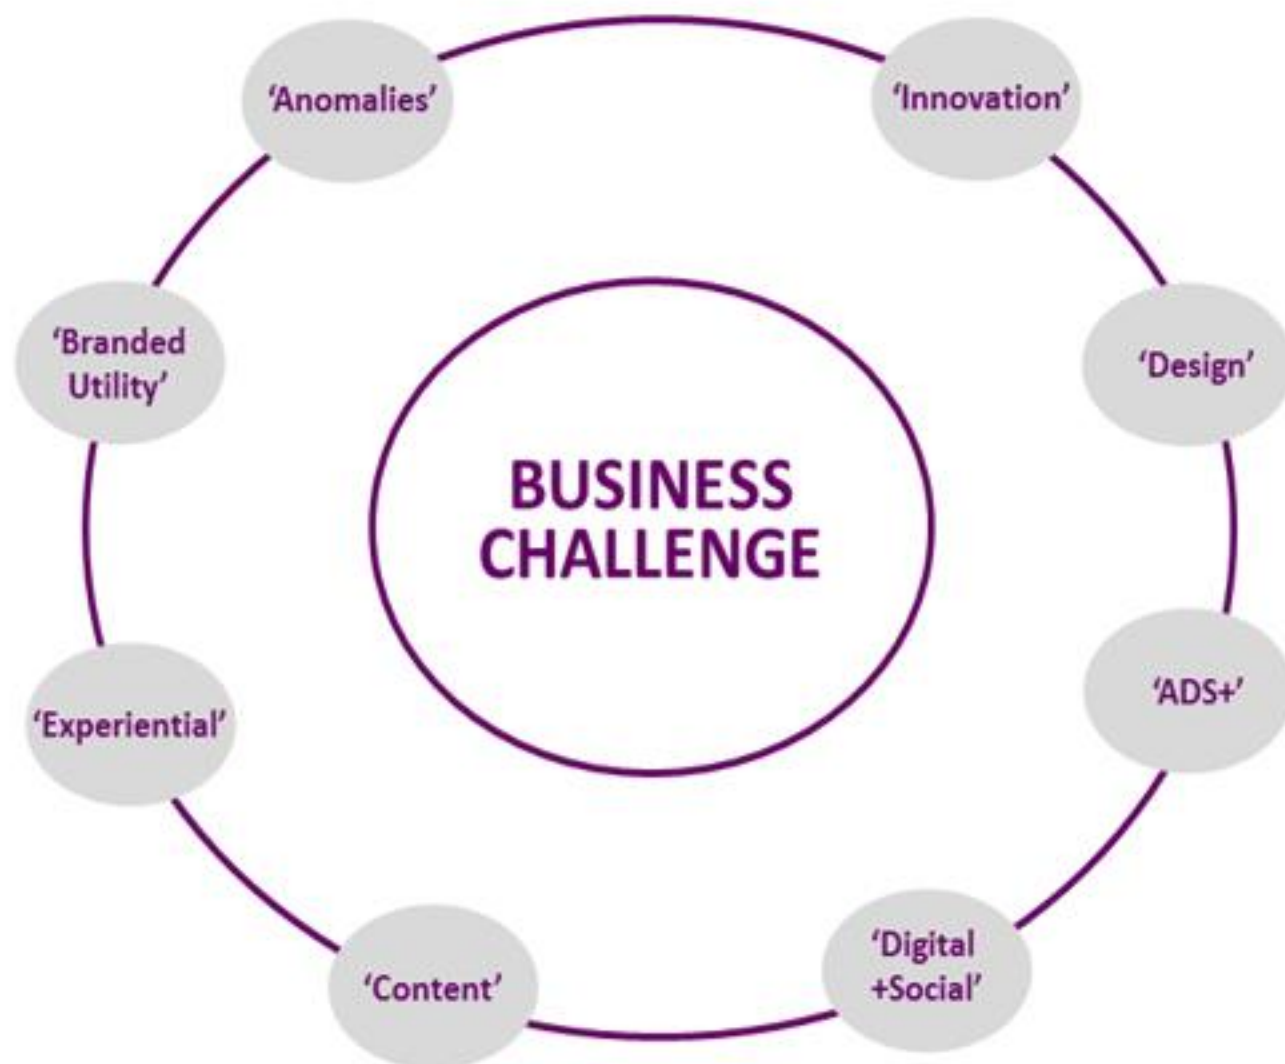 ‘Anomalies’
‘Innovation’
‘Branded
Utility’
‘Design’
BUSINESS
CHALLENGE
‘Experiential’
‘ADS+’
‘Content’
‘Digital
+Social’